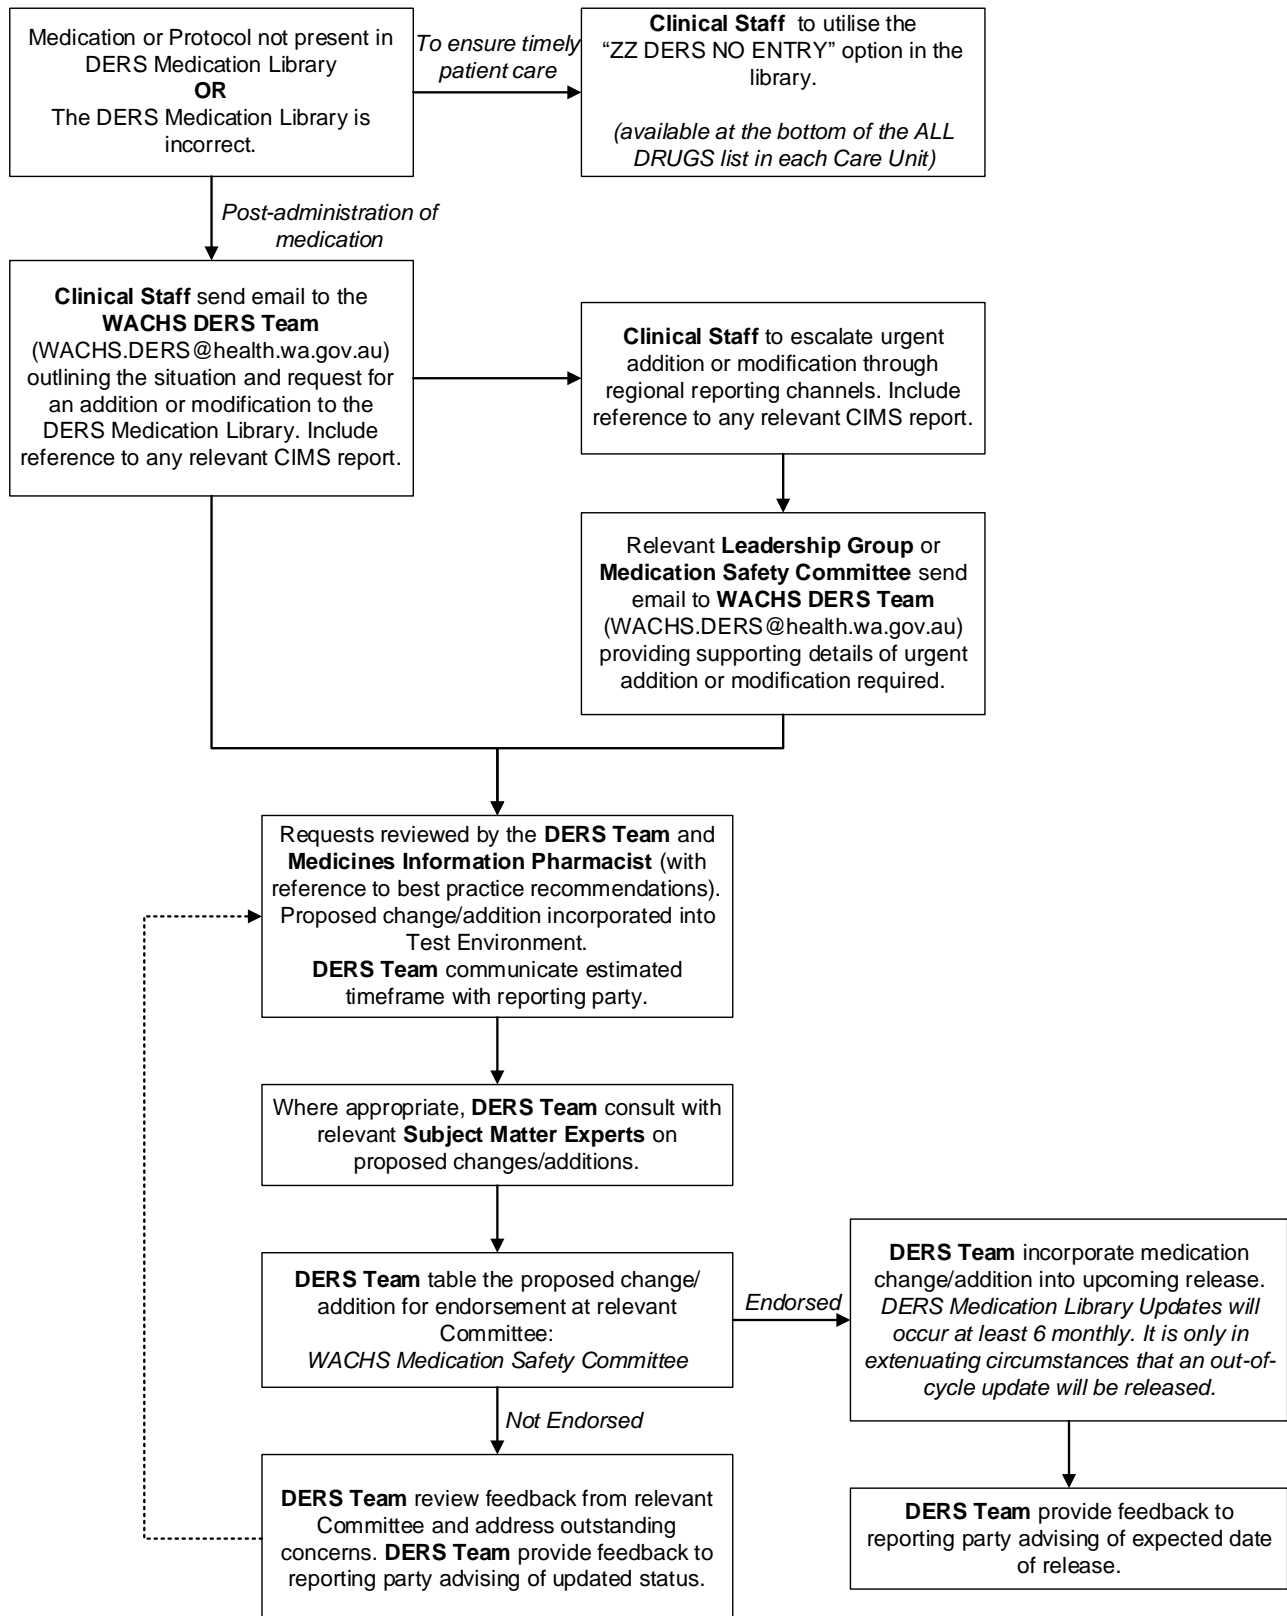 Medication or Protocol not present in
DERS Medication Library
OR
The DERS Medication Library is
incorrect.
To ensure timely
patient care
Clinical Staff to utilise the
“ZZ DERS NO ENTRY” option in the
library.
(available at the bottom of the ALL
DRUGS list in each Care Unit)
Post-administration of
medication
Clinical Staff send email to the
WACHS DERS Team
(WACHS.DERS@health.wa.gov.au)
outlining the situation and request for
an addition or modification to the
DERS Medication Library. Include
reference to any relevant CIMS report.
Clinical Staff to escalate urgent
addition or modification through
regional reporting channels. Include
reference to any relevant CIMS report.
Relevant Leadership Group or
Medication Safety Committee send
email to WACHS DERS Team
(WACHS.DERS@health.wa.gov.au)
providing supporting details of urgent
addition or modification required.
Requests reviewed by the DERS Team and
Medicines Information Pharmacist (with
reference to best practice recommendations).
Proposed change/addition incorporated into
Test Environment.
DERS Team communicate estimated
timeframe with reporting party.
Where appropriate, DERS Team consult with
relevant Subject Matter Experts on
proposed changes/additions.
DERS Team table the proposed change/
addition for endorsement at relevant
Committee:
WACHS Medication Safety Committee
Endorsed
DERS Team incorporate medication
change/addition into upcoming release.
DERS Medication Library Updates will
occur at least 6 monthly. It is only in
extenuating circumstances that an out-of-
cycle update will be released.
Not Endorsed
DERS Team review feedback from relevant
Committee and address outstanding
concerns. DERS Team provide feedback to
reporting party advising of updated status.
DERS Team provide feedback to
reporting party advising of expected date
of release.